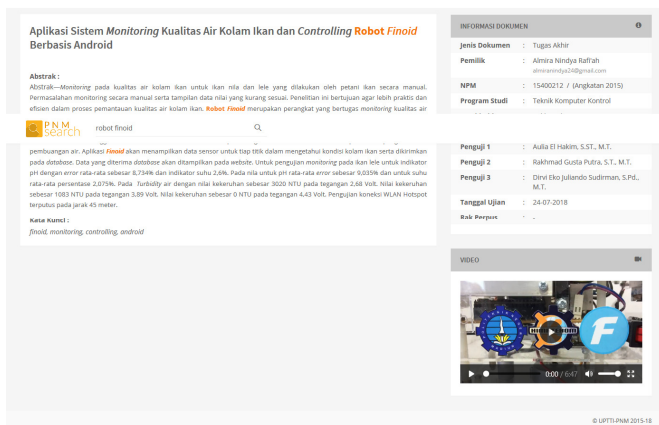 Aplikasi Sistem Monitoring Kualitas Air Kolam Ikan dan Controlling Robot Finoid
Berbasis Android
Abstrak :
Abstrak—Monitoring pada kualitas air kolam ikan untuk ikan nila dan lele yang dilakukan oleh petani ikan secara manual.
Permasalahan monitoring secara manual serta tampilan data nilai yang kurang sesuai. Penelitian ini bertujuan agar lebih praktis dan
efisien dalam proses pemantauan kualitas air kolam ikan. Robot Finoid merupakan perangkat yang bertugas monitoring kualitas air
PNM
search
robot finoid
pembuangan air. Aplikasi Finoid akan menampilkan data sensor untuk tiap titik dalam mengetahui kondisi kolam ikan serta dikirimkan
pada database. Data yang diterima database akan ditampilkan pada website. Untuk pengujian monitoring pada ikan lele untuk indikator
pH dengan error rata-rata sebesar 8,734% dan indikator suhu 2,6%. Pada nila untuk pH rata-rata error sebesar 9,035% dan untuk suhu
rata-rata persentase 2,075%. Pada Turbidity air dengan nilai kekeruhan sebesar 3020 NTU pada tegangan 2,68 Volt. Nilai kekeruhan
sebesar 1083 NTU pada tegangan 3,89 Volt. Nilai kekeruhan sebesar 0 NTU pada tegangan 4,43 Volt. Pengujian koneksi WLAN Hotspot
terputus pada jarak 45 meter.
Kata Kunci :
finoid, monitoring, controlling, android
INFORMASI DOKUMEN
Jenis Dokumen : Tugas Akhir
Pemilik : Almira Nindya Raff'ah
almiranindya24@gmail.com
NPM : 15400212 / (Angkatan 2015)
Program Studi : Teknik Komputer Kontrol
Penguji 1 : Aulia El Hakim, S.ST., M.T.
Penguji 2 : Rakhmad Gusta Putra, S.T., M.T.
Penguji 3 : Dirvi Eko Juliando Sudirman, S.Pd.,
M.T.
Tanggal Ujian : 24-07-2018
Rak Perpus : -
VIDEO
F
0:00 / 6:47
© UPTTI-PNM 2015-18